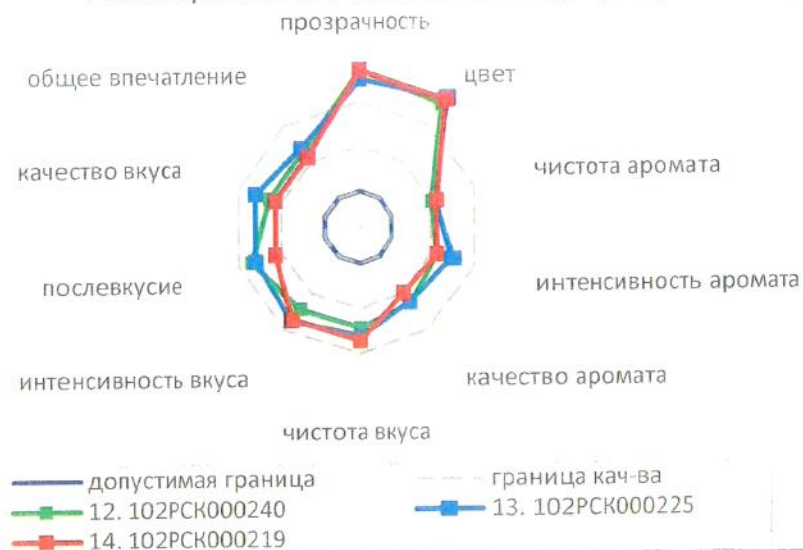 прозрачность
общее впечатление
цвет
качество вкуса
чистота аромата
послевкусие
интенсивность аромата
интенсивность вкуса
качество аромата
чистота вкуса
допустимая граница
граница кач-ва
12. 102РСК000240
13. 102РСК000225
14. 102РСК000219